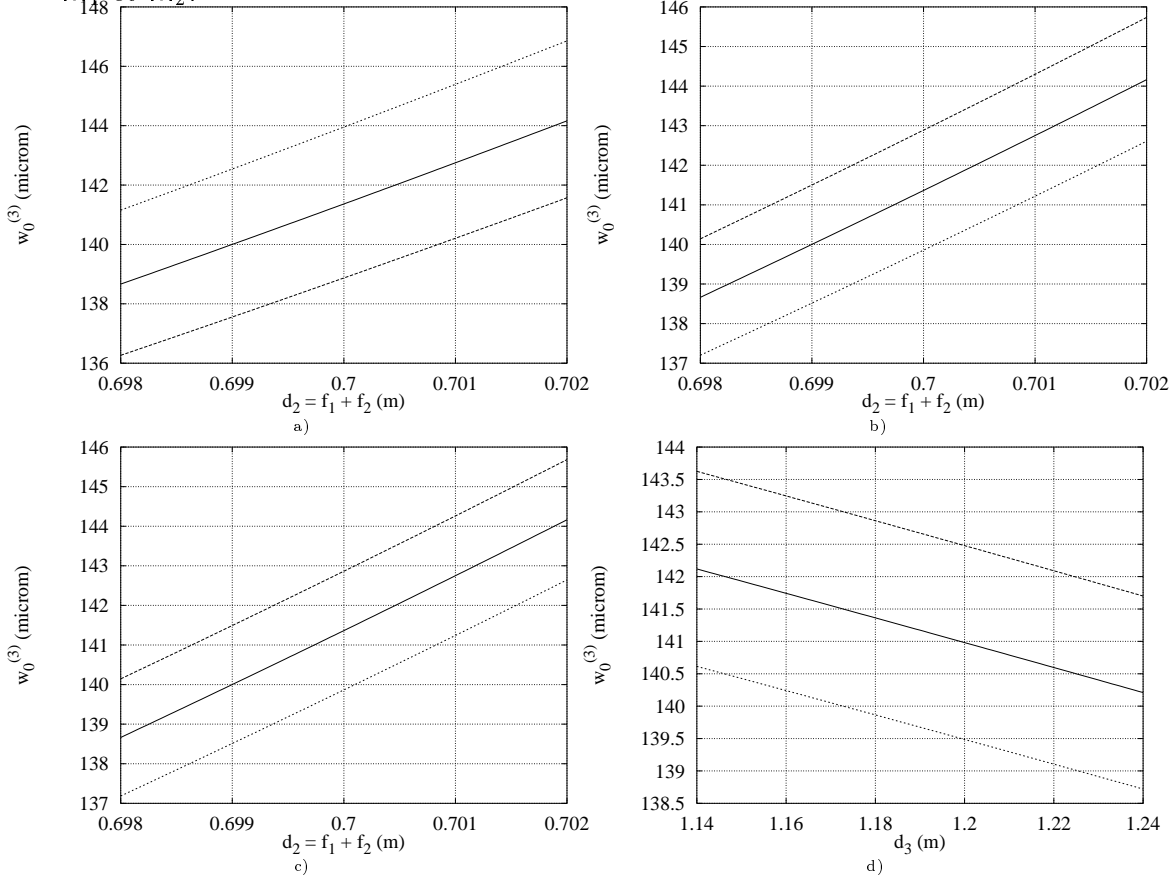 148
146
144
142
140
138
136
w0(3) (microm)
0.698 0.699 0.7 0.701 0.702
d2 = f1 + f2 (m)
a)
146
145
144
143
142
141
140
139
138
137
w0(3) (microm)
0.698 0.699 0.7 0.701 0.702
d2 = f1 + f2 (m)
b)
146
145
144
143
142
141
140
139
138
137
w0(3) (microm)
0.698 0.699 0.7 0.701 0.702
d2 = f1 + f2 (m)
c)
144
143.5
143
142.5
142
141.5
141
140.5
140
139.5
139
138.5
w0(3) (microm)
1.14 1.16 1.18 1.2 1.22 1.24
d3 (m)
d)